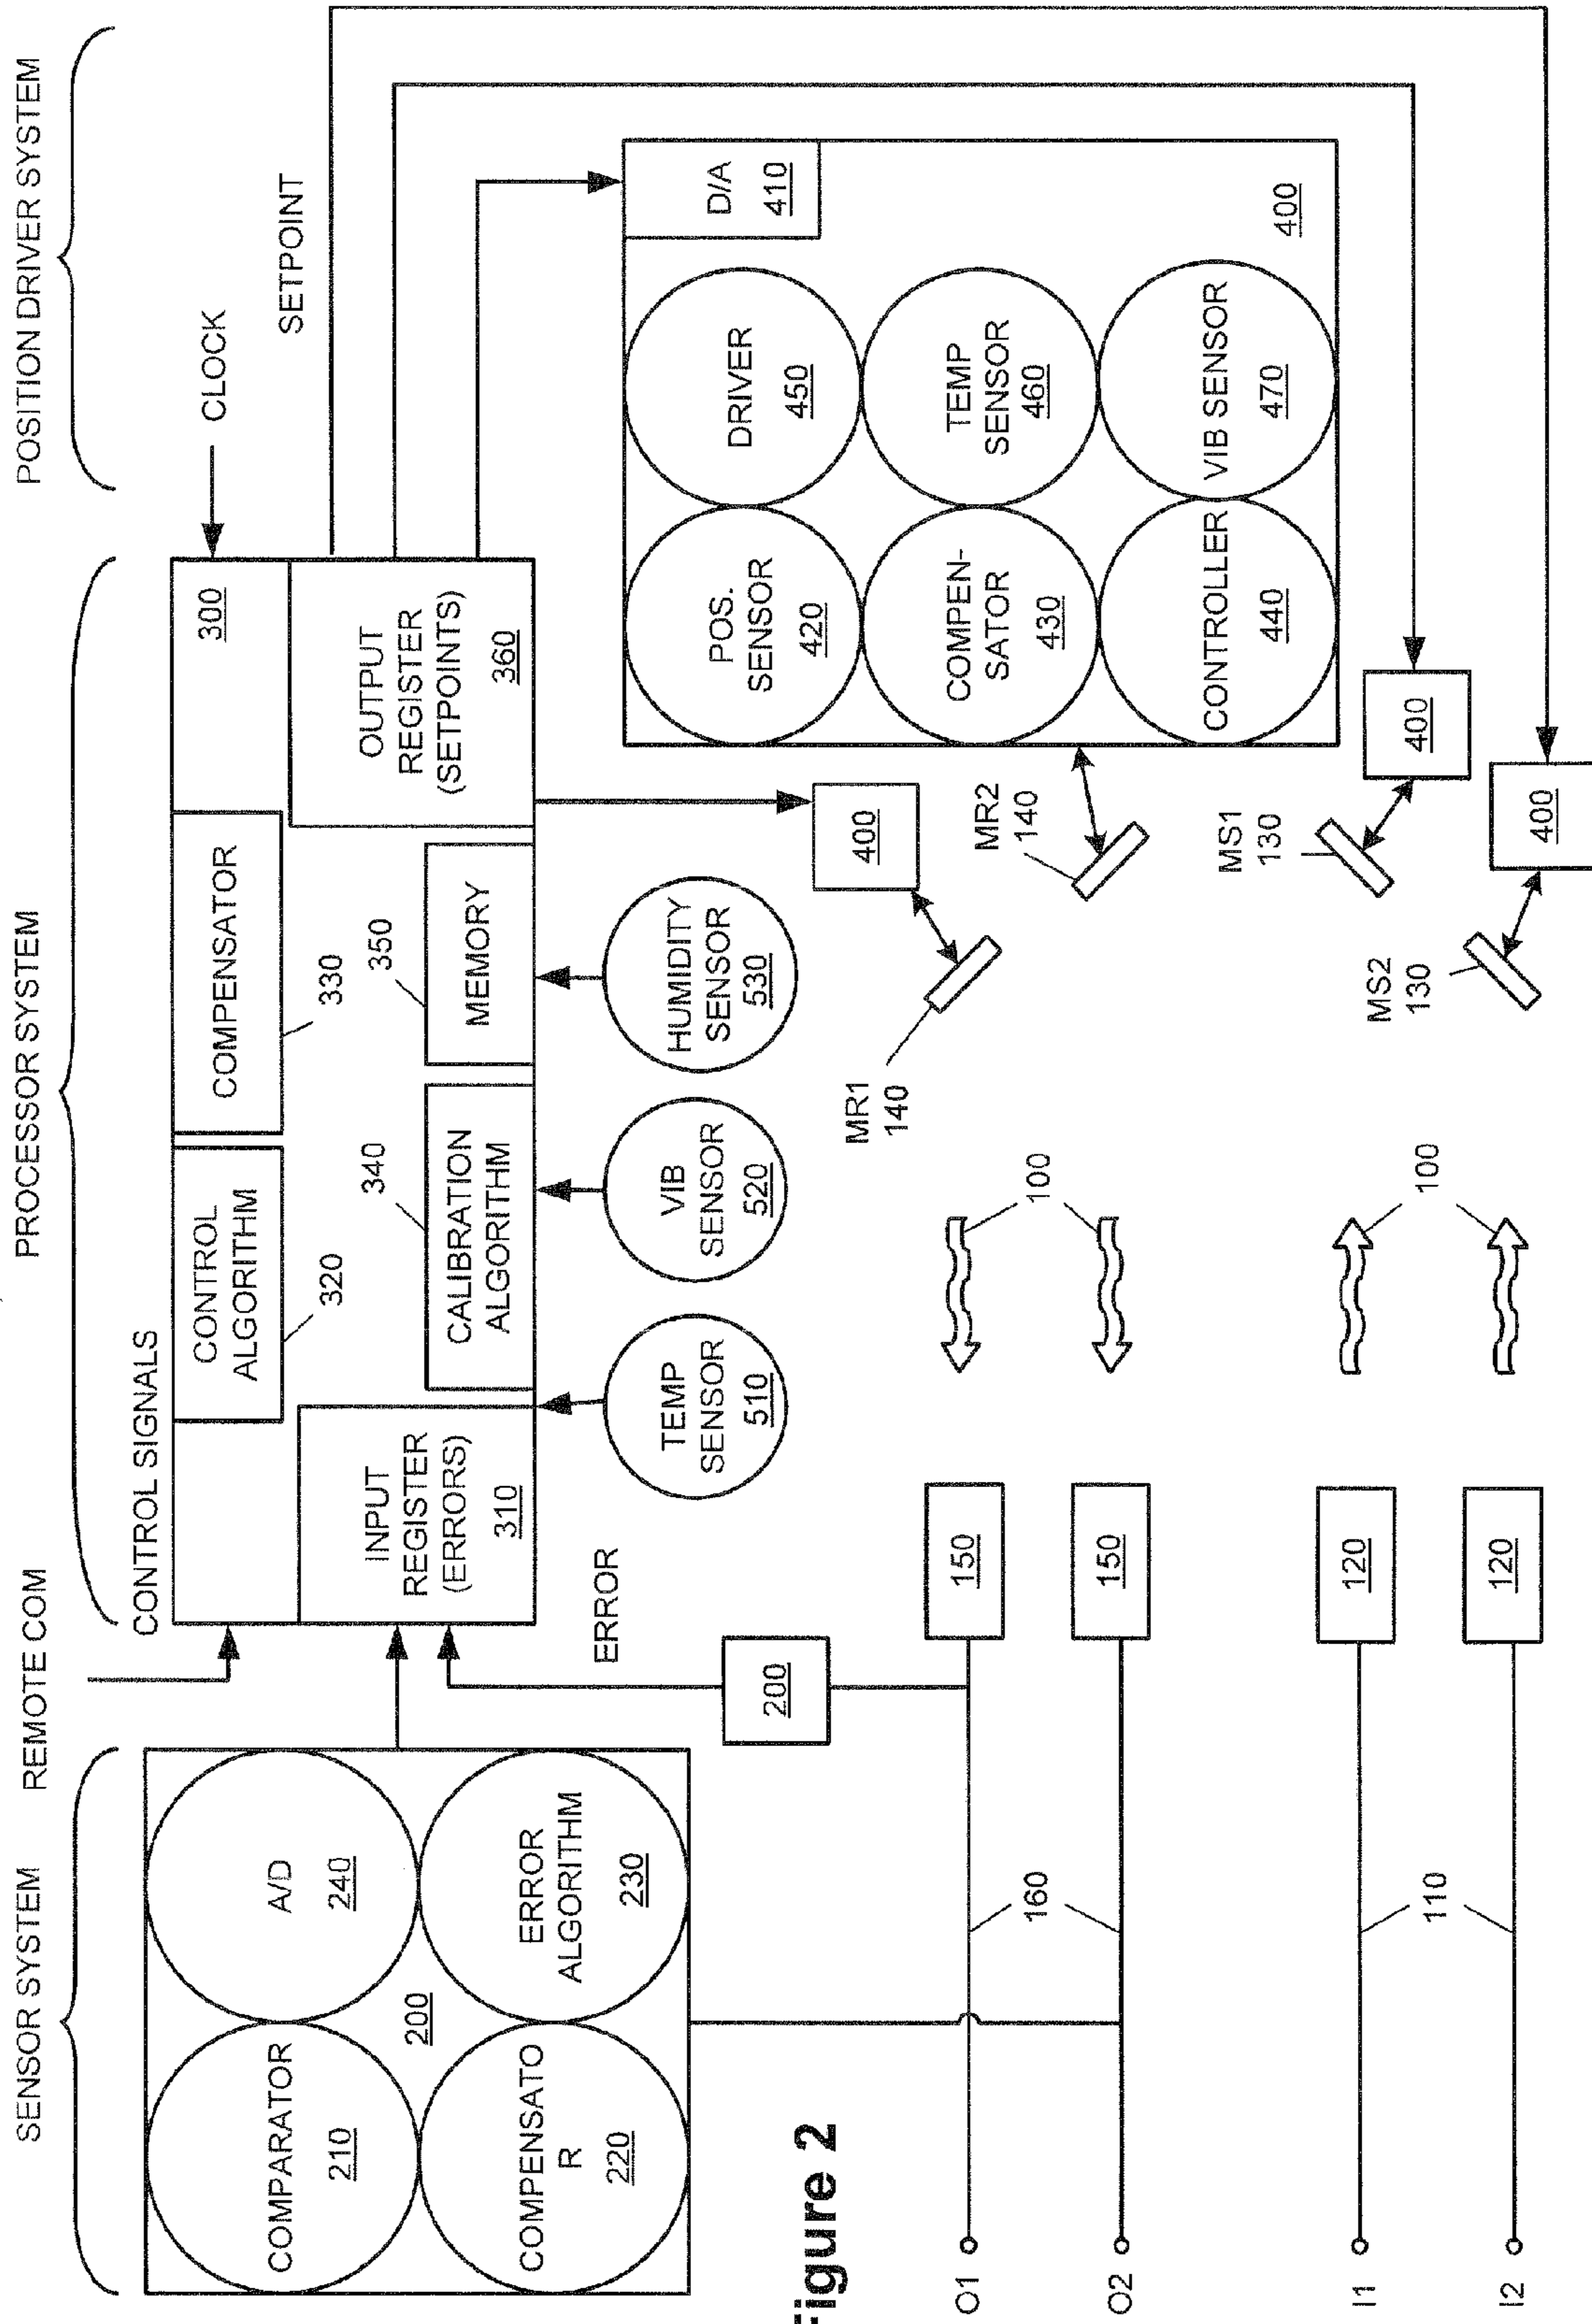 SENSOR SYSTEM
REMOTE COM
PROCESSOR SYSTEM
POSITION DRIVER SYSTEM
CONTROL SIGNALS
COMPARATOR
210
A/D
240
200
COMPENSATO
R
220
ERROR
ALGORITHM
230
CONTROL
ALGORITHM
320
COMPENSATOR
330
300
CLOCK
SETPOINT
INPUT
REGISTER
(ERRORS)
310
340
CALIBRATION
ALGORITHM
350
MEMORY
OUTPUT
REGISTER
(SETPOINTS)
360
ERROR
200
TEMP
SENSOR
510
VIB
SENSOR
520
HUMIDITY
SENSOR
530
POS.
SENSOR
420
DRIVER
450
D/A
410
COMPEN-
SATOR
430
TEMP
SENSOR
460
CONTROLLER
440
VIB SENSOR
470
400
400
MR1
140
MR2
140
MS1
130
400
MS2
130
400
Figure 2
O1
150
O2
150
160
100
I1
120
I2
120
110
100